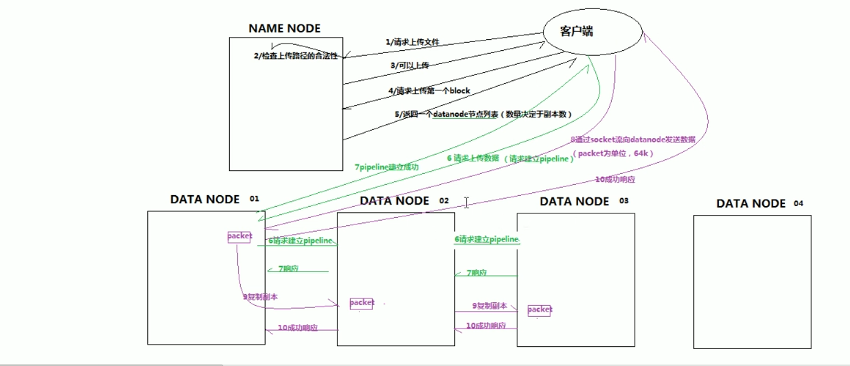 NAME NODE
客户端
1/请求上传文件
2/检查上传路径的合法性
3/可以上传
4/请求上传第一个block
5/返回一个datanode节点列表（数量决定于副本数）
8通过socket流向datanode发送数据
（packet为单位，64k）
6 请求上传数据（请求建立pipeline）
7pipeline建立成功
10成功响应
DATA NODE 01
DATA NODE 02
DATA NODE 03
DATA NODE 04
packet
6请求建立pipeline
6请求建立pipeline
7响应
7响应
9复制副本
packet
9复制副本
packet
10成功响应
10成功响应